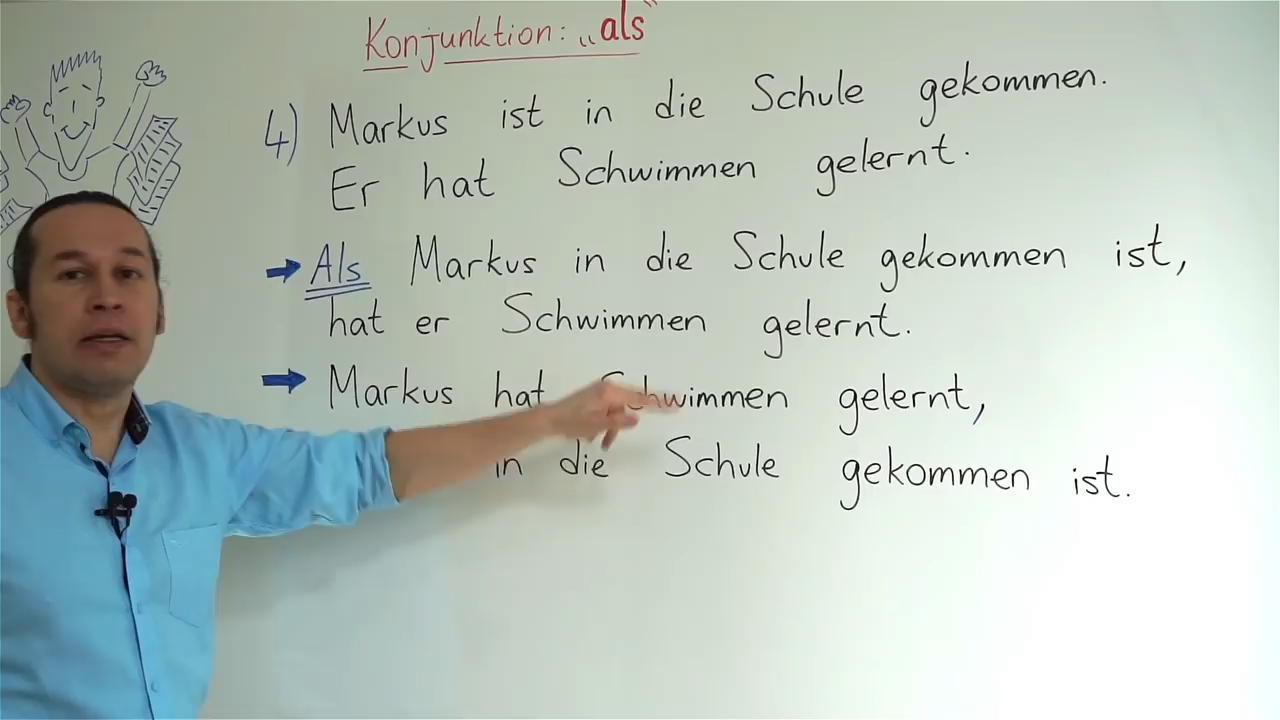 Konjunktion: „als“
4) Markus ist in die Schule gekommen.
Er hat Schwimmen gelernt.
→ Als Markus in die Schule gekommen ist,
hat er Schwimmen gelernt.
→ Markus hat Schwimmen gelernt,
in die Schule gekommen ist.